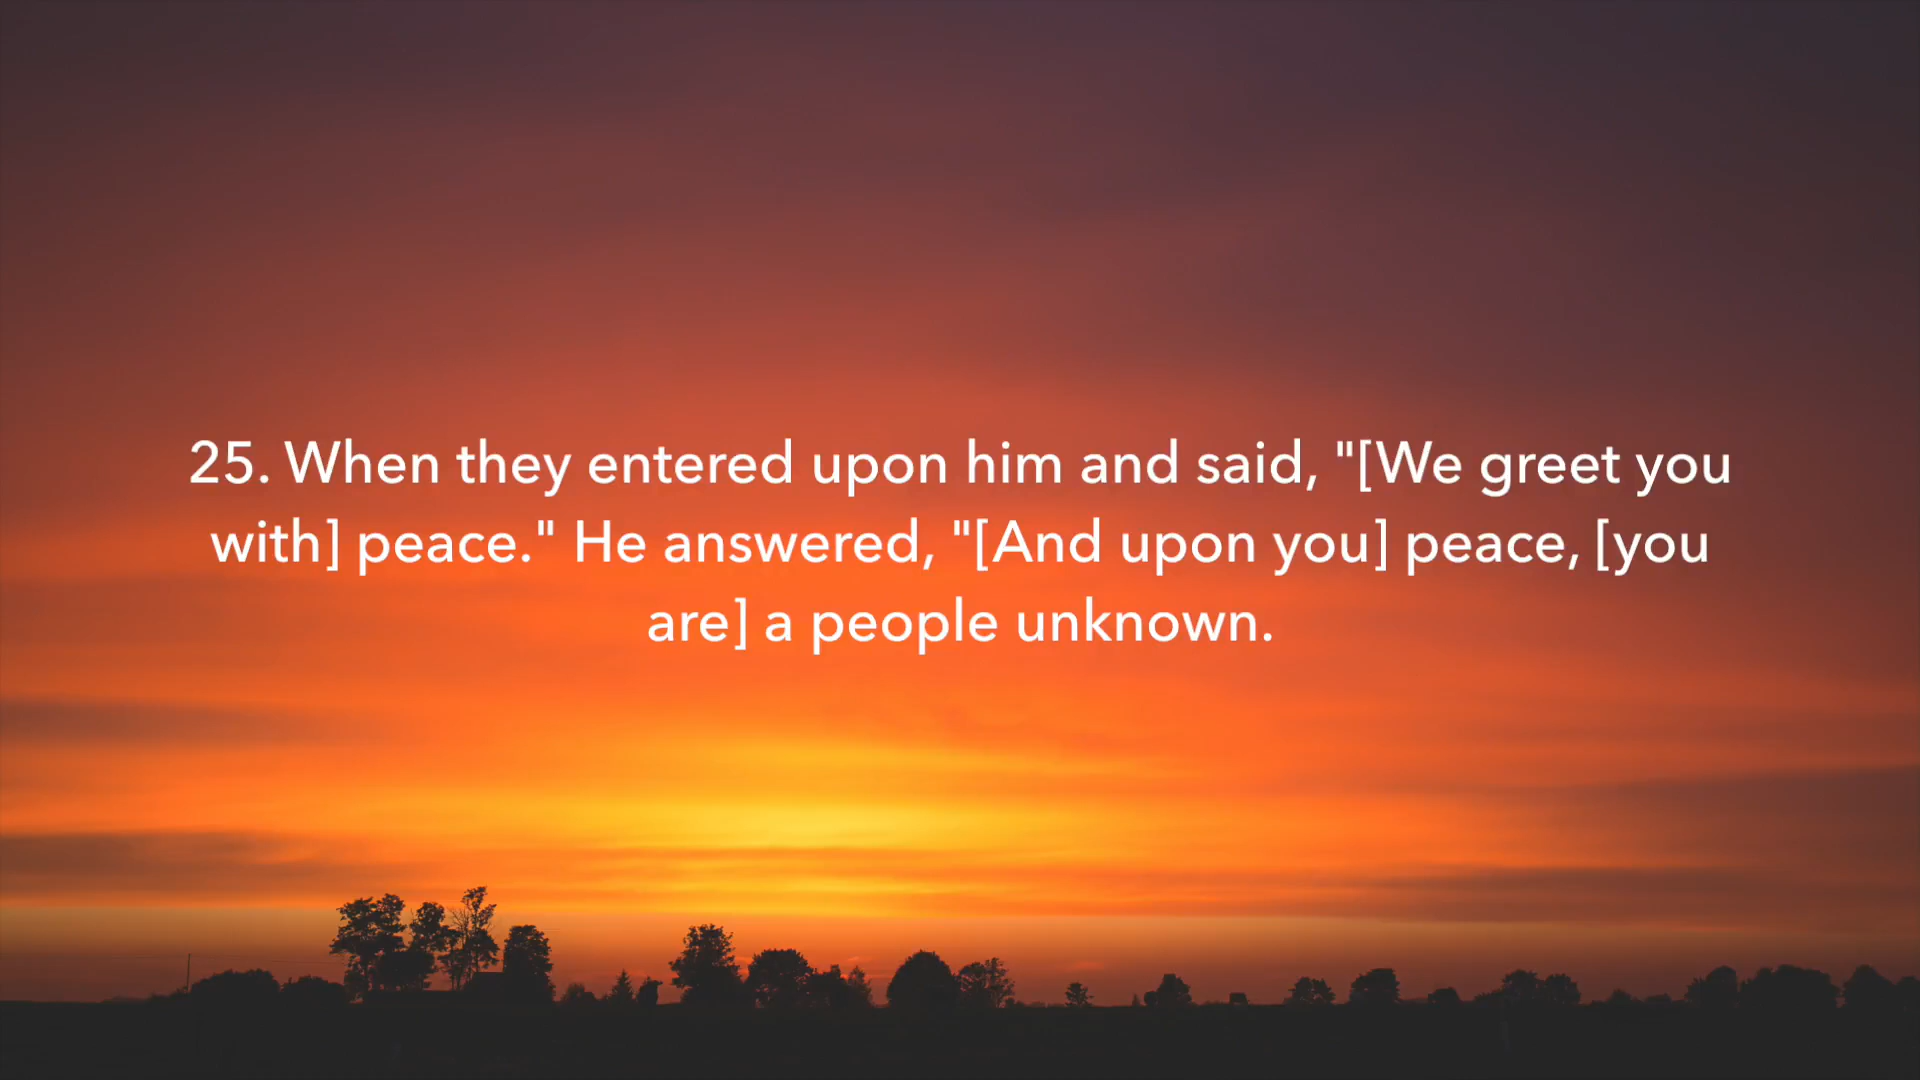 25. When they entered upon him and said, "[We greet you
with] peace." He answered, "[And upon you] peace, [you
are] a people unknown.